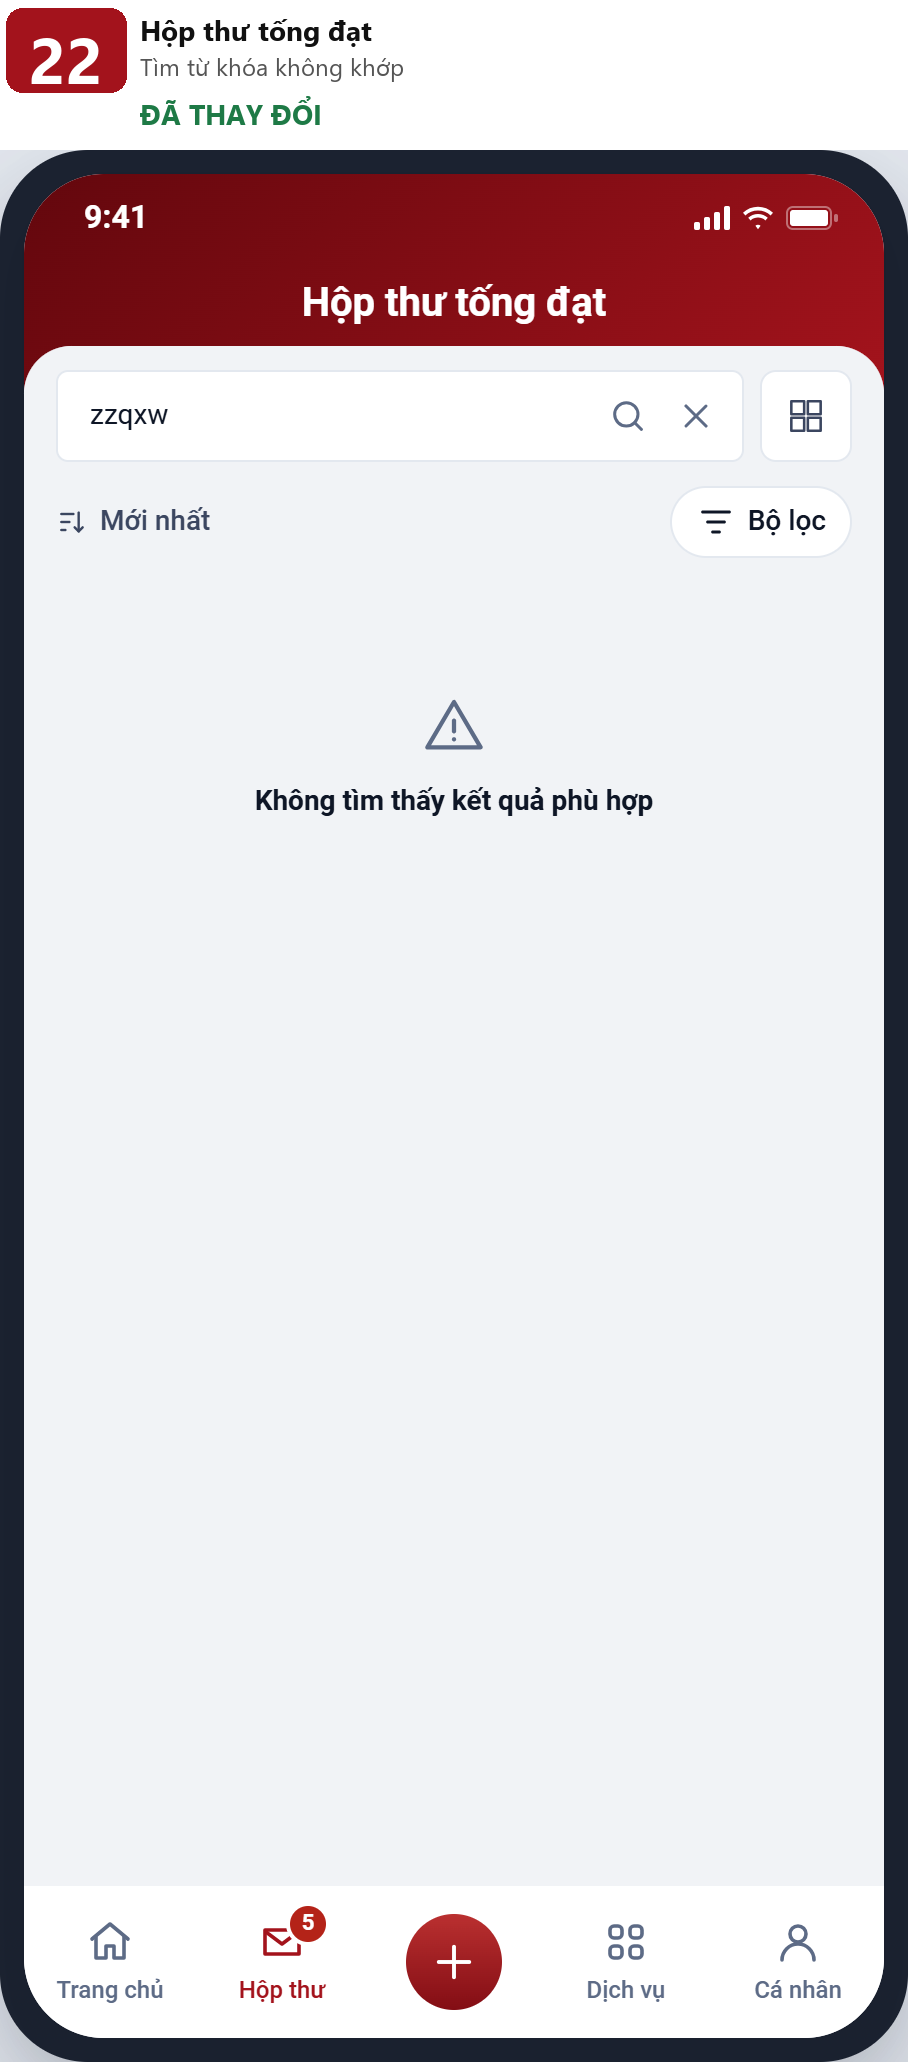 22
Hộp thư tống đạt
Tìm từ khóa không khớp
ĐÃ THAY ĐỔI
9:41
Hộp thư tống đạt
zzqxw
Mới nhất
Bộ lọc
Không tìm thấy kết quả phù hợp
5
Trang chủ
Hộp thư
Dịch vụ
Cá nhân